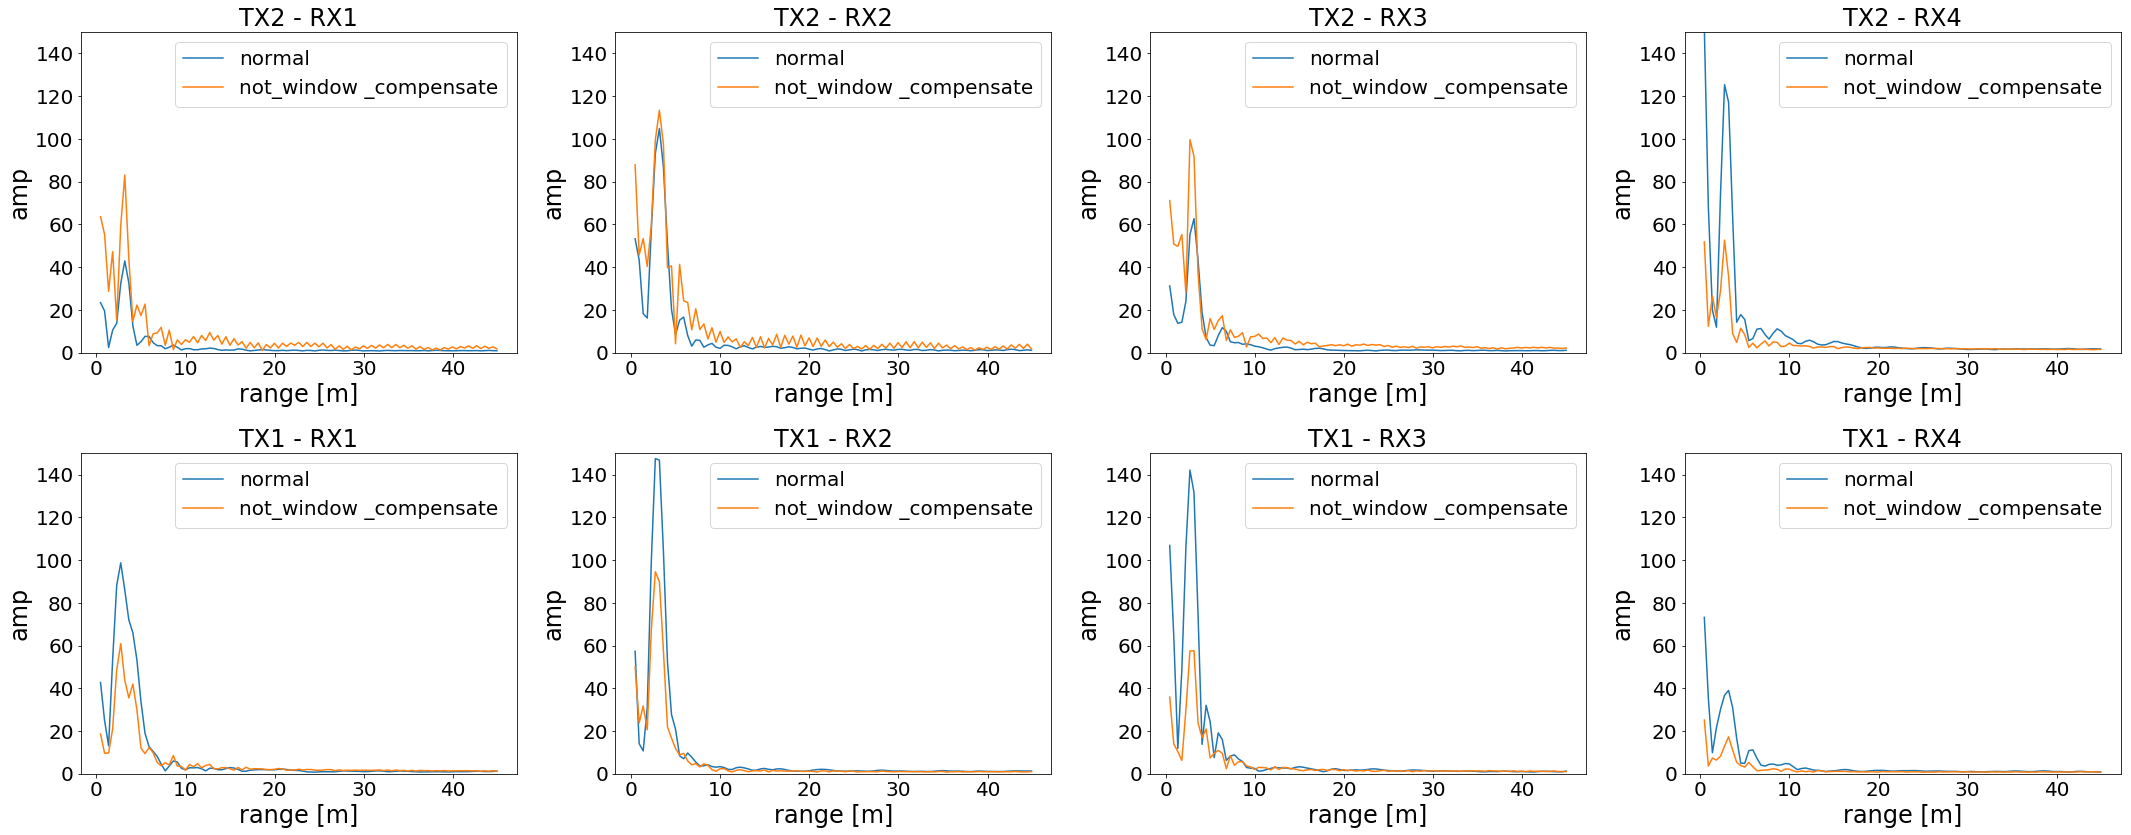 TX2 - RX1
TX2 - RX2
TX2 - RX3
TX2 - RX4
amp
140
120
100
80
60
40
20
0
normal
not_window _compensate
0 10 20 30 40
range [m]
amp
140
120
100
80
60
40
20
0
normal
not_window _compensate
0 10 20 30 40
range [m]
amp
140
120
100
80
60
40
20
0
normal
not_window _compensate
0 10 20 30 40
range [m]
amp
140
120
100
80
60
40
20
0
normal
not_window _compensate
0 10 20 30 40
range [m]
TX1 - RX1
TX1 - RX2
TX1 - RX3
TX1 - RX4
amp
140
120
100
80
60
40
20
0
normal
not_window _compensate
0 10 20 30 40
range [m]
amp
140
120
100
80
60
40
20
0
normal
not_window _compensate
0 10 20 30 40
range [m]
amp
140
120
100
80
60
40
20
0
normal
not_window _compensate
0 10 20 30 40
range [m]
amp
140
120
100
80
60
40
20
0
normal
not_window _compensate
0 10 20 30 40
range [m]